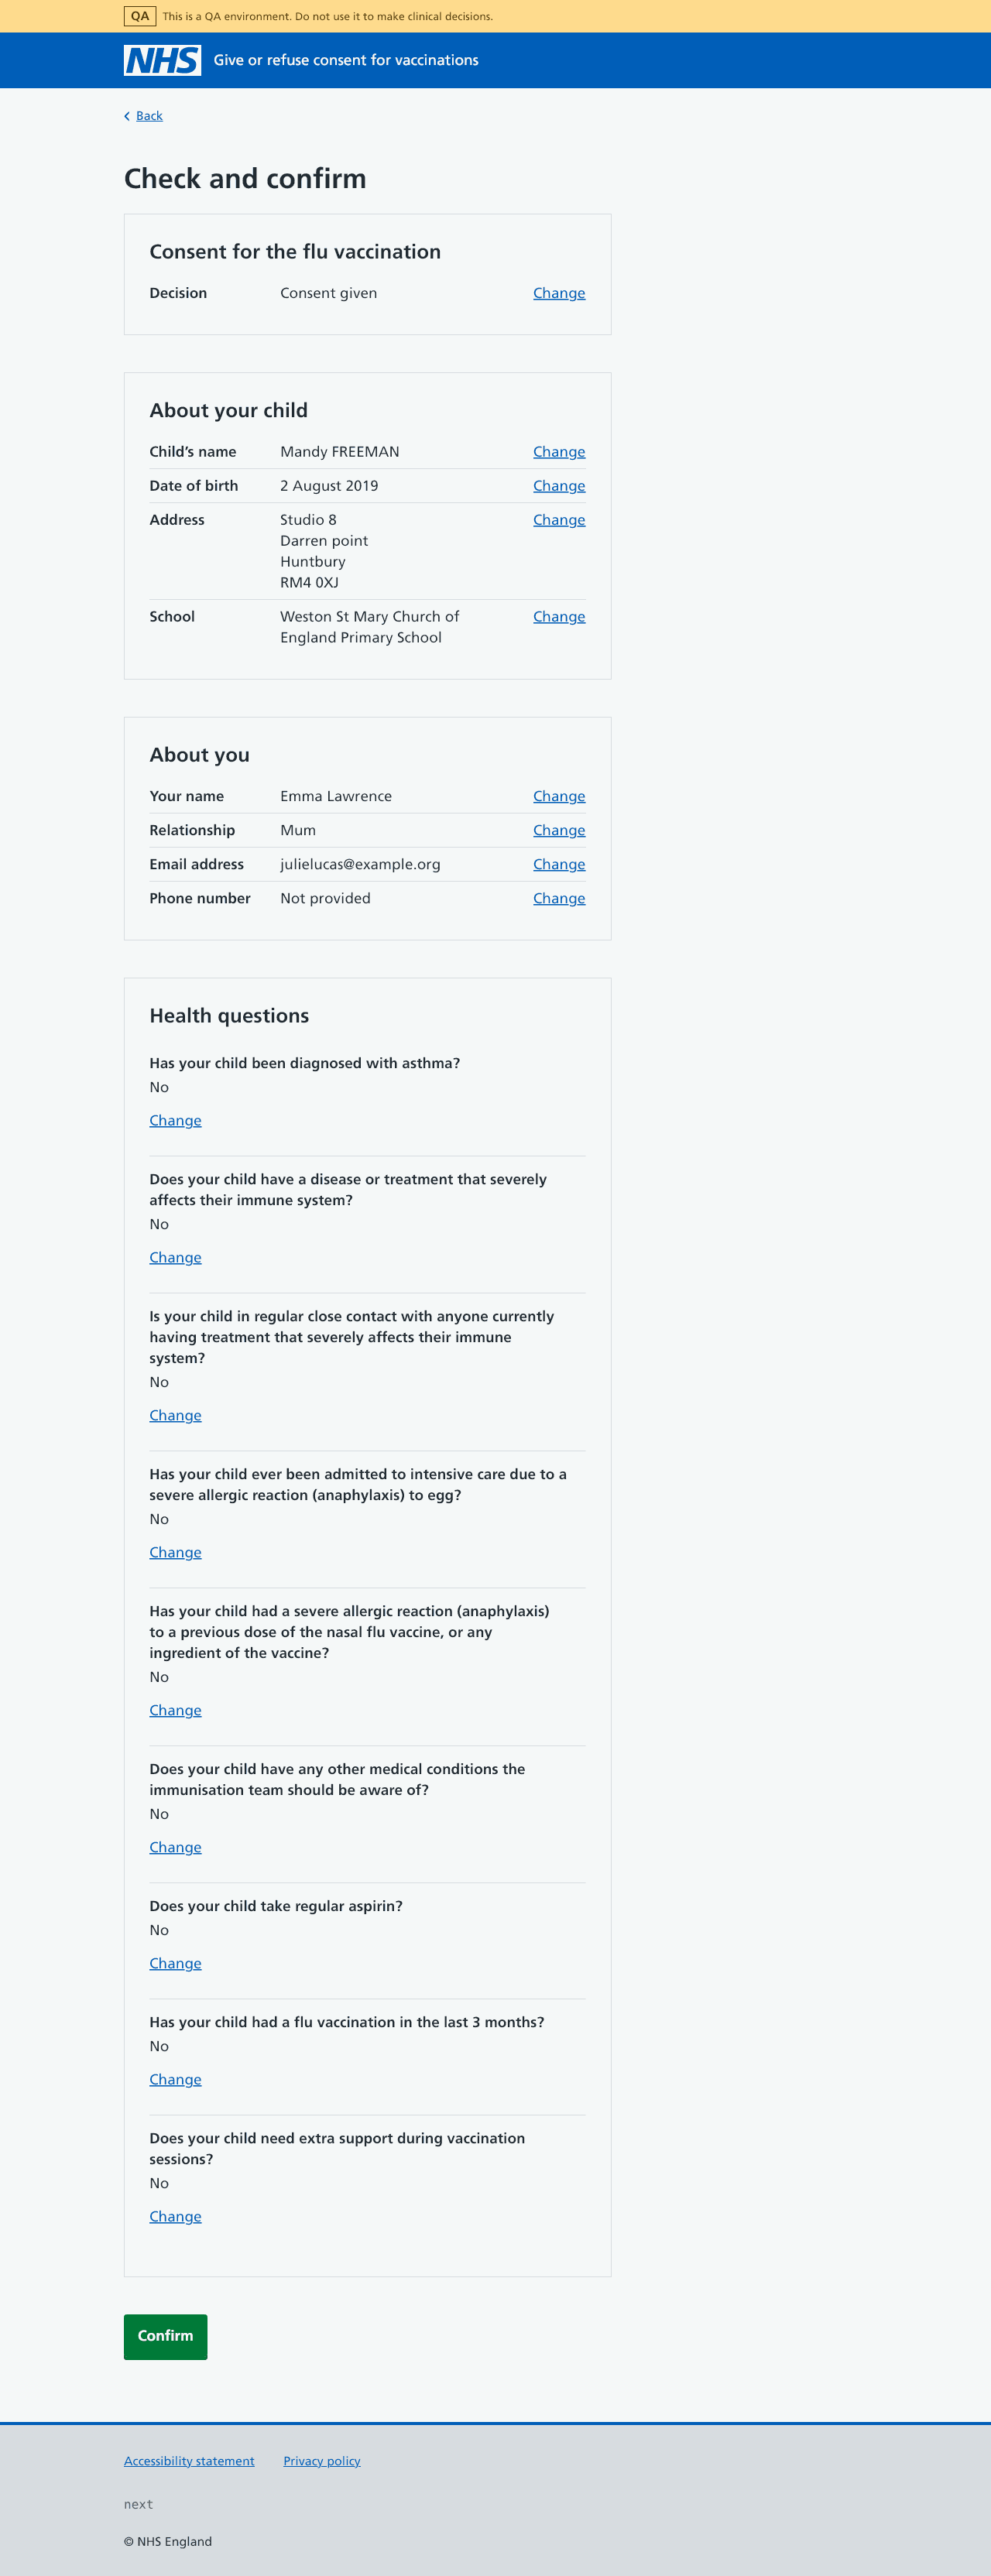 QA This is a QA environment. Do not use it to make clinical decisions.
NHS Give or refuse consent for vaccinations
Back
Check and confirm
Consent for the flu vaccination
Decision Consent given Change
About your child
Child’s name Mandy FREEMAN Change
Date of birth 2 August 2019 Change
Address Studio 8 Change
Darren point
Huntbury
RM4 0XJ
School Weston St Mary Church of Change
England Primary School
About you
Your name Emma Lawrence Change
Relationship Mum Change
Email address julielucas@example.org Change
Phone number Not provided Change
Health questions
Has your child been diagnosed with asthma?
No
Change
Does your child have a disease or treatment that severely
affects their immune system?
No
Change
Is your child in regular close contact with anyone currently
having treatment that severely affects their immune
system?
No
Change
Has your child ever been admitted to intensive care due to a
severe allergic reaction (anaphylaxis) to egg?
No
Change
Has your child had a severe allergic reaction (anaphylaxis)
to a previous dose of the nasal flu vaccine, or any
ingredient of the vaccine?
No
Change
Does your child have any other medical conditions the
immunisation team should be aware of?
No
Change
Does your child take regular aspirin?
No
Change
Has your child had a flu vaccination in the last 3 months?
No
Change
Does your child need extra support during vaccination
sessions?
No
Change
Confirm
Accessibility statement Privacy policy
next
© NHS England